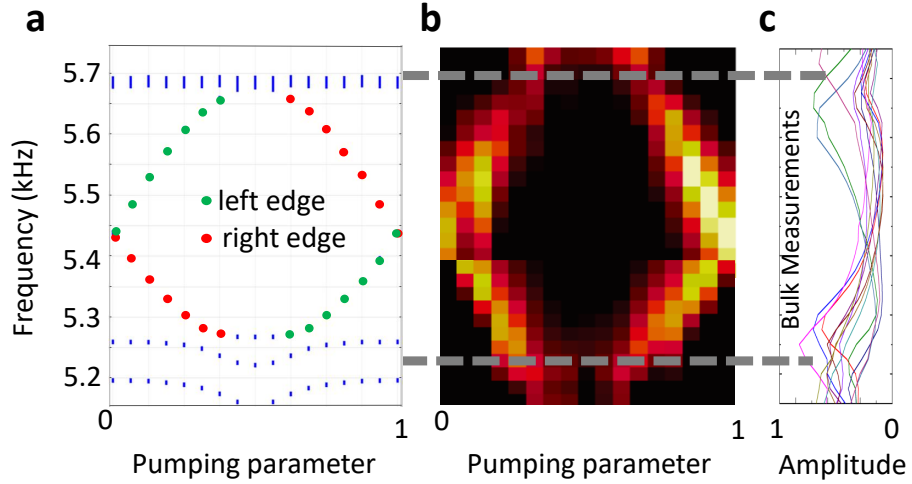 a
b
c
Frequency (kHz)
5.7
5.6
5.5
5.4
5.3
5.2
left edge
right edge
0
1
Pumping parameter
0
1
Pumping parameter
Bulk Measurements
1
0
Amplitude